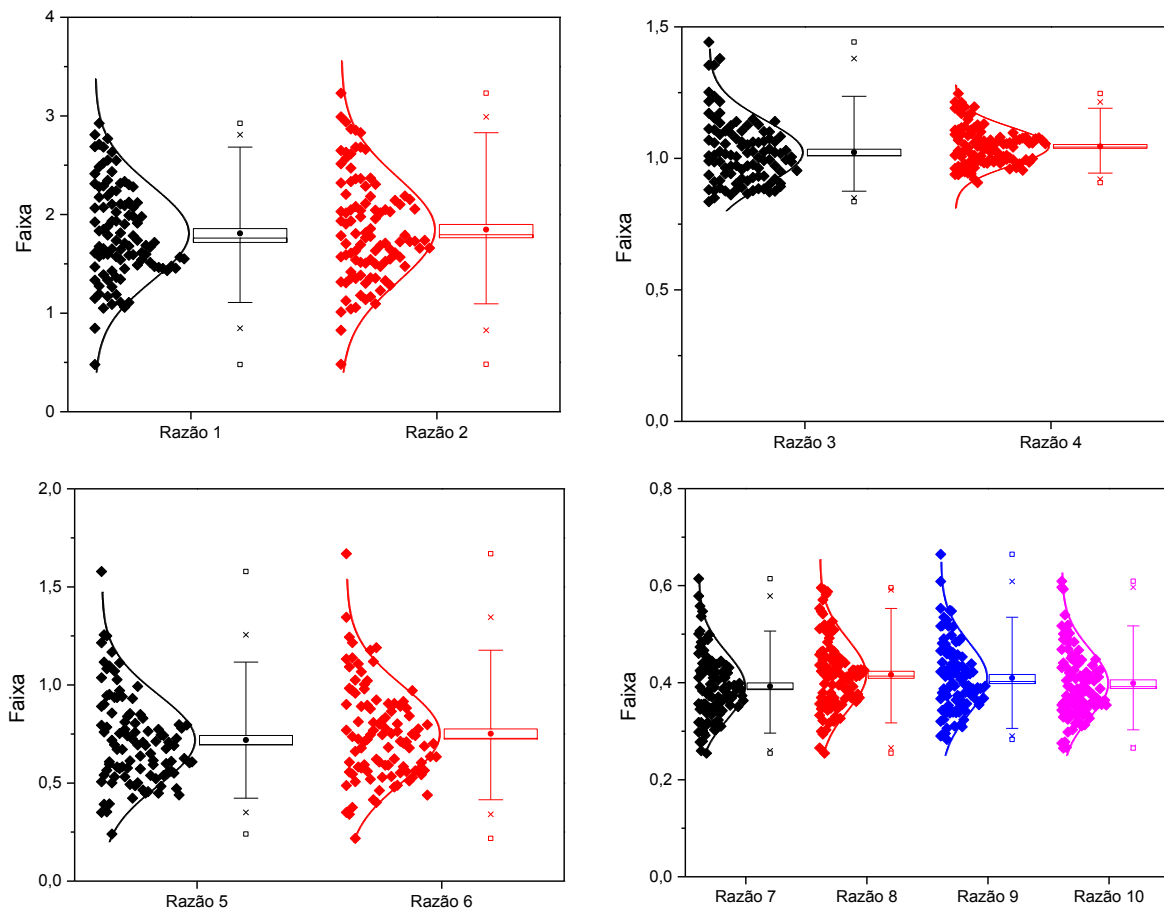 4
3
2
1
0
Faixa
Razão 1 Razão 2
1,5
1,0
0,5
0,0
Faixa
Razão 3 Razão 4
2,0
1,5
1,0
0,5
0,0
Faixa
Razão 5 Razão 6
0,8
0,6
0,4
0,2
0,0
Faixa
Razão 7 Razão 8 Razão 9 Razão 10